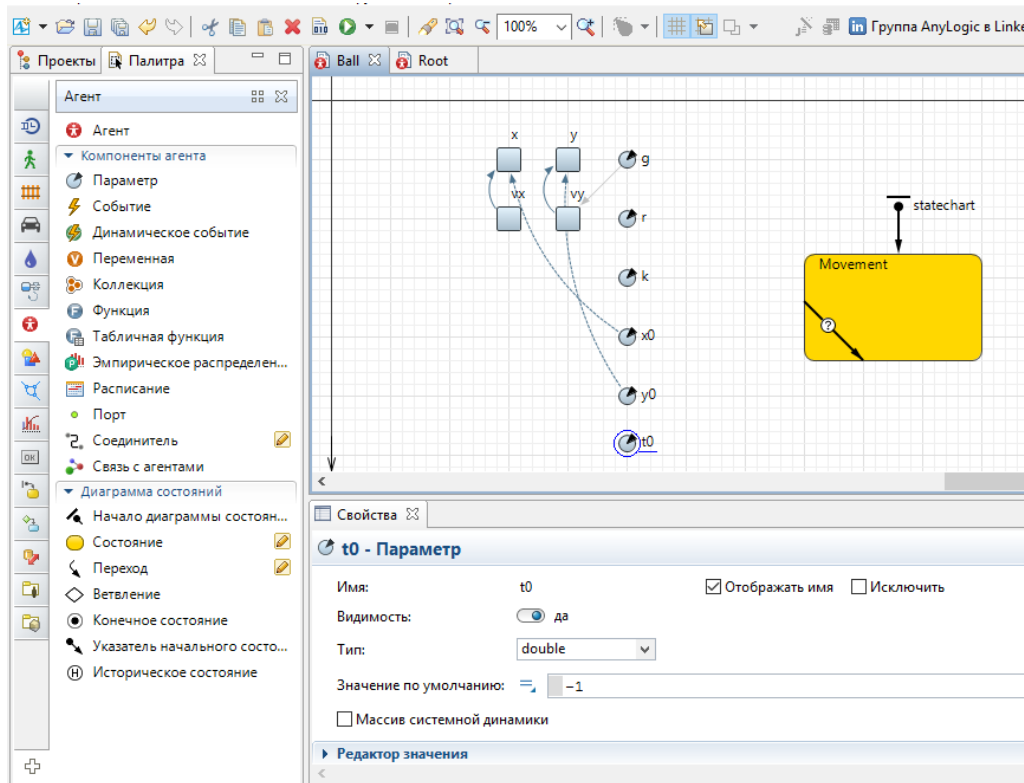 100%
Группа AnyLogic в Linke
Проекты Палитра
Ball Root
Агент
Агент
Компоненты агента
Параметр
Событие
Динамическое событие
Переменная
Коллекция
Функция
Табличная функция
Эмпирическое распределен...
Расписание
Порт
Соединитель
Связь с агентами
Диаграмма состояний
Начало диаграммы состоян...
Состояние
Переход
Ветвление
Конечное состояние
Указатель начального состо...
Историческое состояние
x y
g
vx vy
r
k
x0
y0
t0
statechart
Movement
?
Свойства
t0 - Параметр
Имя: t0 Отображать имя Исключить
Видимость: да
Тип: double
Значение по умолчанию: -1
Массив системной динамики
Редактор значения